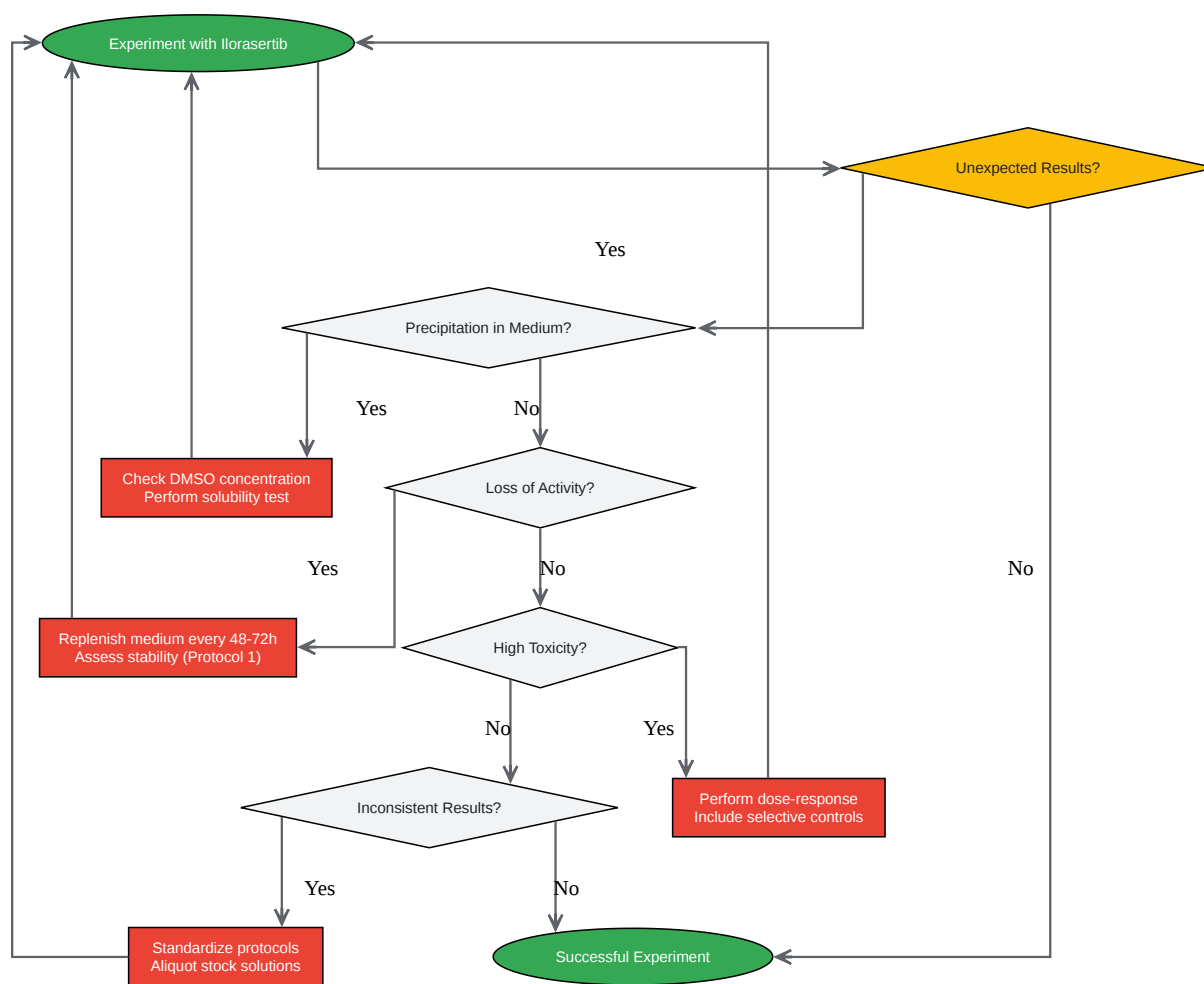 Experiment with Ilorasertib
Unexpected Results?
Yes
Precipitation in Medium?
Yes
No
Check DMSO concentration
Perform solubility test
Loss of Activity?
Yes
No
No
Replenish medium every 48-72h
Assess stability (Protocol 1)
High Toxicity?
No
Yes
Inconsistent Results?
Perform dose-response
Include selective controls
Yes
No
Standardize protocols
Aliquot stock solutions
Successful Experiment